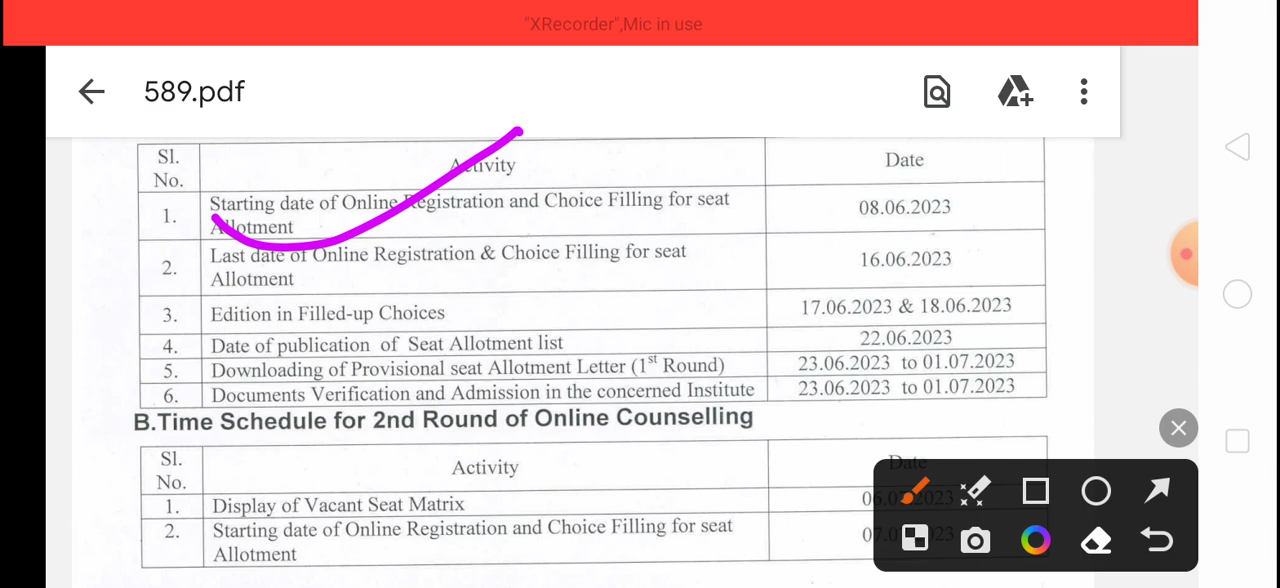 "XRecorder",Mic in use
589.pdf
Sl. No. Activity Date
1. Starting date of Online Registration and Choice Filling for seat Allotment 08.06.2023
2. Last date of Online Registration & Choice Filling for seat Allotment 16.06.2023
3. Edition in Filled-up Choices 17.06.2023 & 18.06.2023
4. Date of publication of Seat Allotment list 22.06.2023
5. Downloading of Provisional seat Allotment Letter (1st Round) 23.06.2023 to 01.07.2023
6. Documents Verification and Admission in the concerned Institute 23.06.2023 to 01.07.2023
B.Time Schedule for 2nd Round of Online Counselling
Sl. No. Activity Date
1. Display of Vacant Seat Matrix
2. Starting date of Online Registration and Choice Filling for seat Allotment